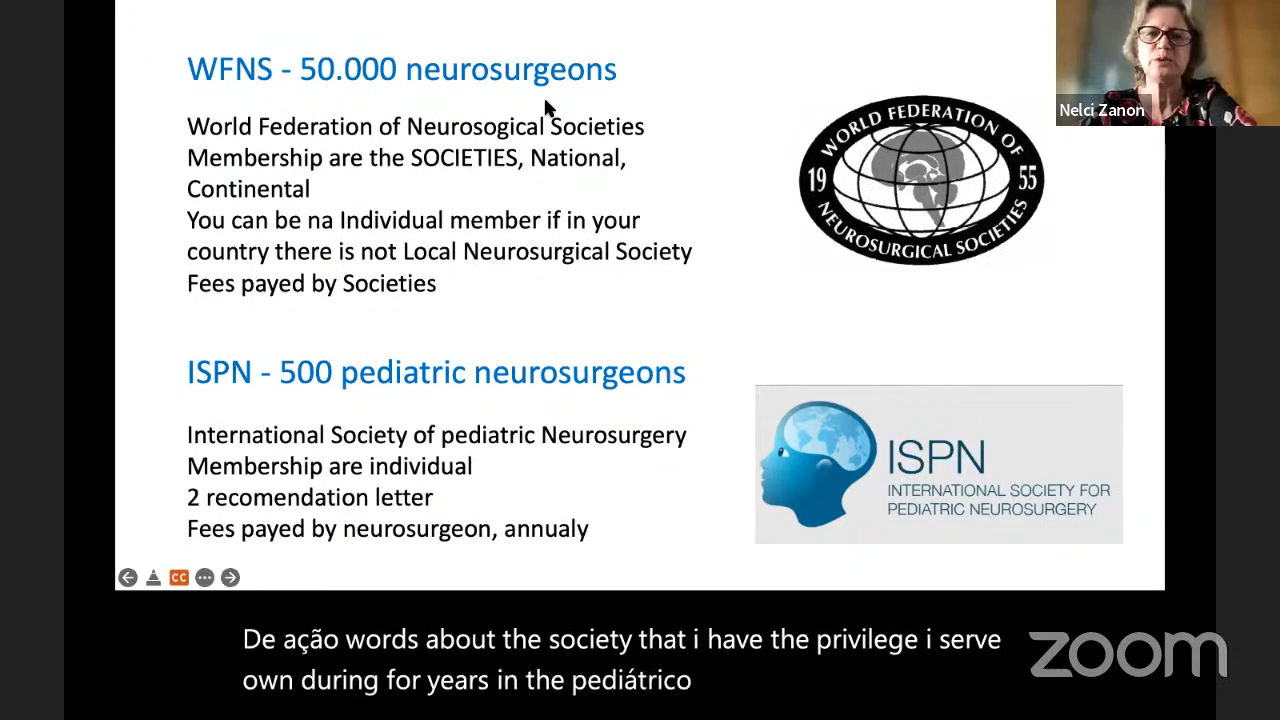 WFNS - 50.000 neurosurgeons
World Federation of Neurosogical Societies
Membership are the SOCIETIES, National,
Continental
You can be na Individual member if in your
country there is not Local Neurosurgical Society
Fees payed by Societies
WORLD FEDERATION OF
19 55
NEUROSURGICAL SOCIETIES
Nelci Zanon
ISPN - 500 pediatric neurosurgeons
International Society of pediatric Neurosurgery
Membership are individual
2 recomendation letter
Fees payed by neurosurgeon, annualy
ISPN
INTERNATIONAL SOCIETY FOR
PEDIATRIC NEUROSURGERY
CC
De ação words about the society that i have the privilege i serve
own during for years in the pediátrico
zoom